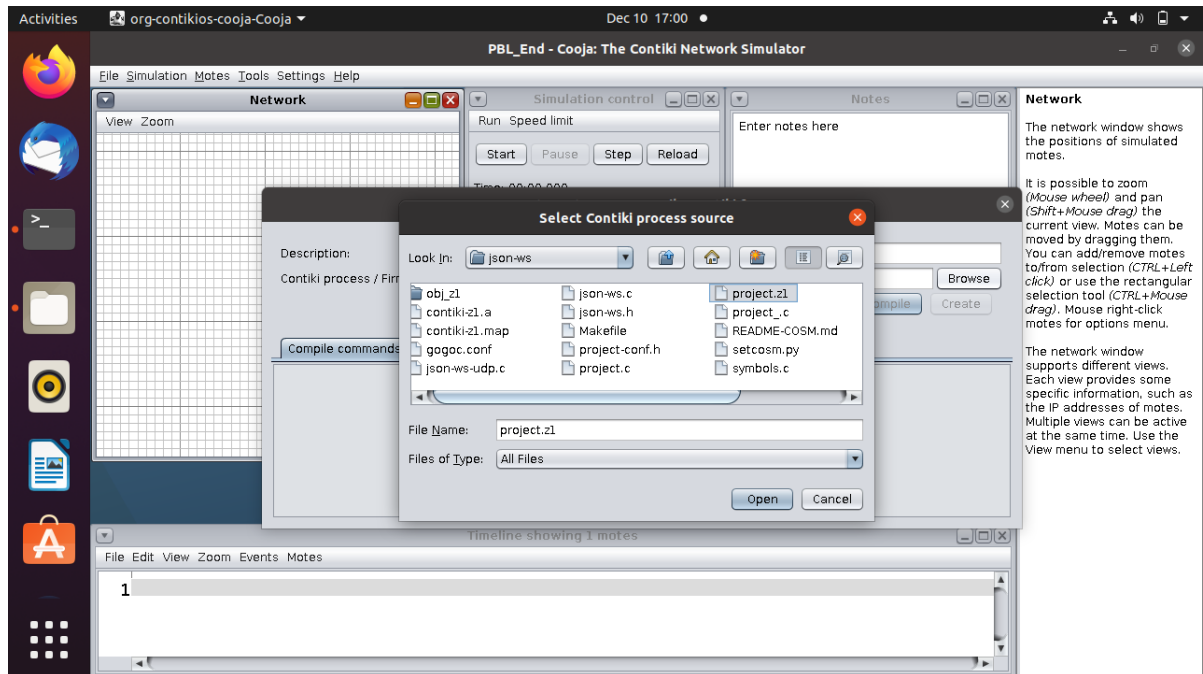 Activities org-contikios-cooja-Cooja Dec 10 17:00
PBL_End - Cooja: The Contiki Network Simulator
File Simulation Motes Tools Settings Help
Network
View Zoom
Simulation control
Run Speed limit
Start Pause Step Reload
Time: 00:00.000
Notes
Enter notes here
Description:
Contiki process / Firm
Browse
Compile Create
Compile commands
Select Contiki process source
Look In: json-ws
obj_z1 json-ws.c project.z1
contiki-z1.a json-ws.h project_.c
contiki-z1.map Makefile README-COSM.md
gogoc.conf project-conf.h setcosm.py
json-ws-udp.c project.c symbols.c
File Name: project.z1
Files of Type: All Files
Open Cancel
Timeline showing 1 motes
File Edit View Zoom Events Motes
1
Network
The network window shows
the positions of simulated
motes.
It is possible to zoom
(Mouse wheel) and pan
(Shift+Mouse drag) the
current view. Motes can be
moved by dragging them.
You can add/remove motes
to/from selection (CTRL+Left
click) or use the rectangular
selection tool (CTRL+Mouse
drag). Mouse right-click
motes for options menu.
The network window
supports different views.
Each view provides some
specific information, such as
the IP addresses of motes.
Multiple views can be active
at the same time. Use the
View menu to select views.